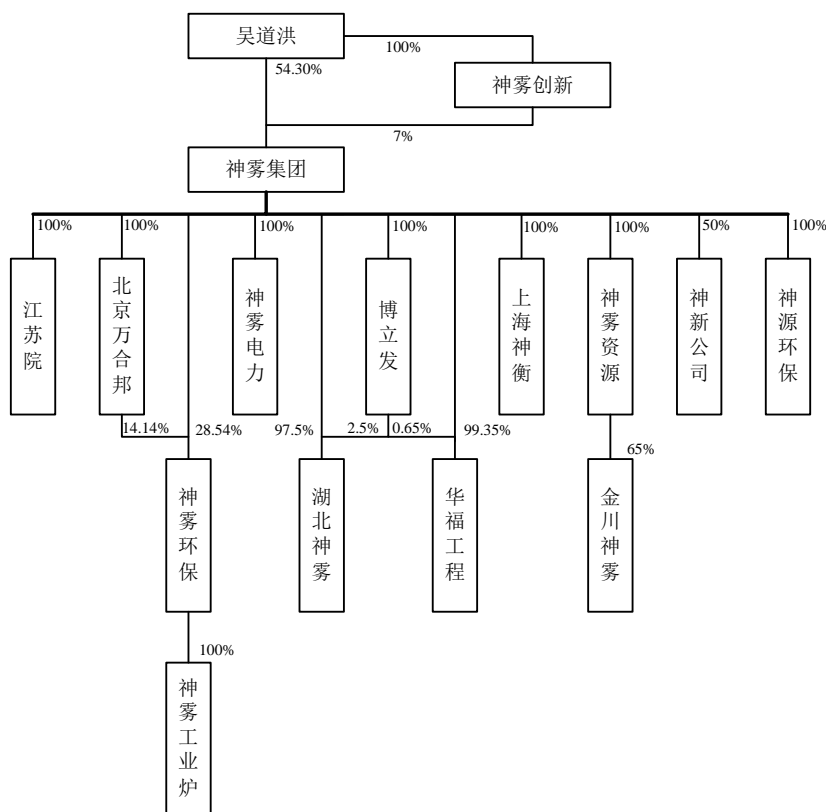 吴道洪
100%
54.30%
神雾创新
7%
神雾集团
100%
100%
100%
100%
100%
100%
50%
100%
江苏院
北京万合邦
神雾电力
博立发
上海神衡
神雾资源
神新公司
神源环保
14.14%
28.54%
97.5%
2.5%
0.65%
99.35%
65%
神雾环保
湖北神雾
华福工程
金川神雾
100%
神雾工业炉